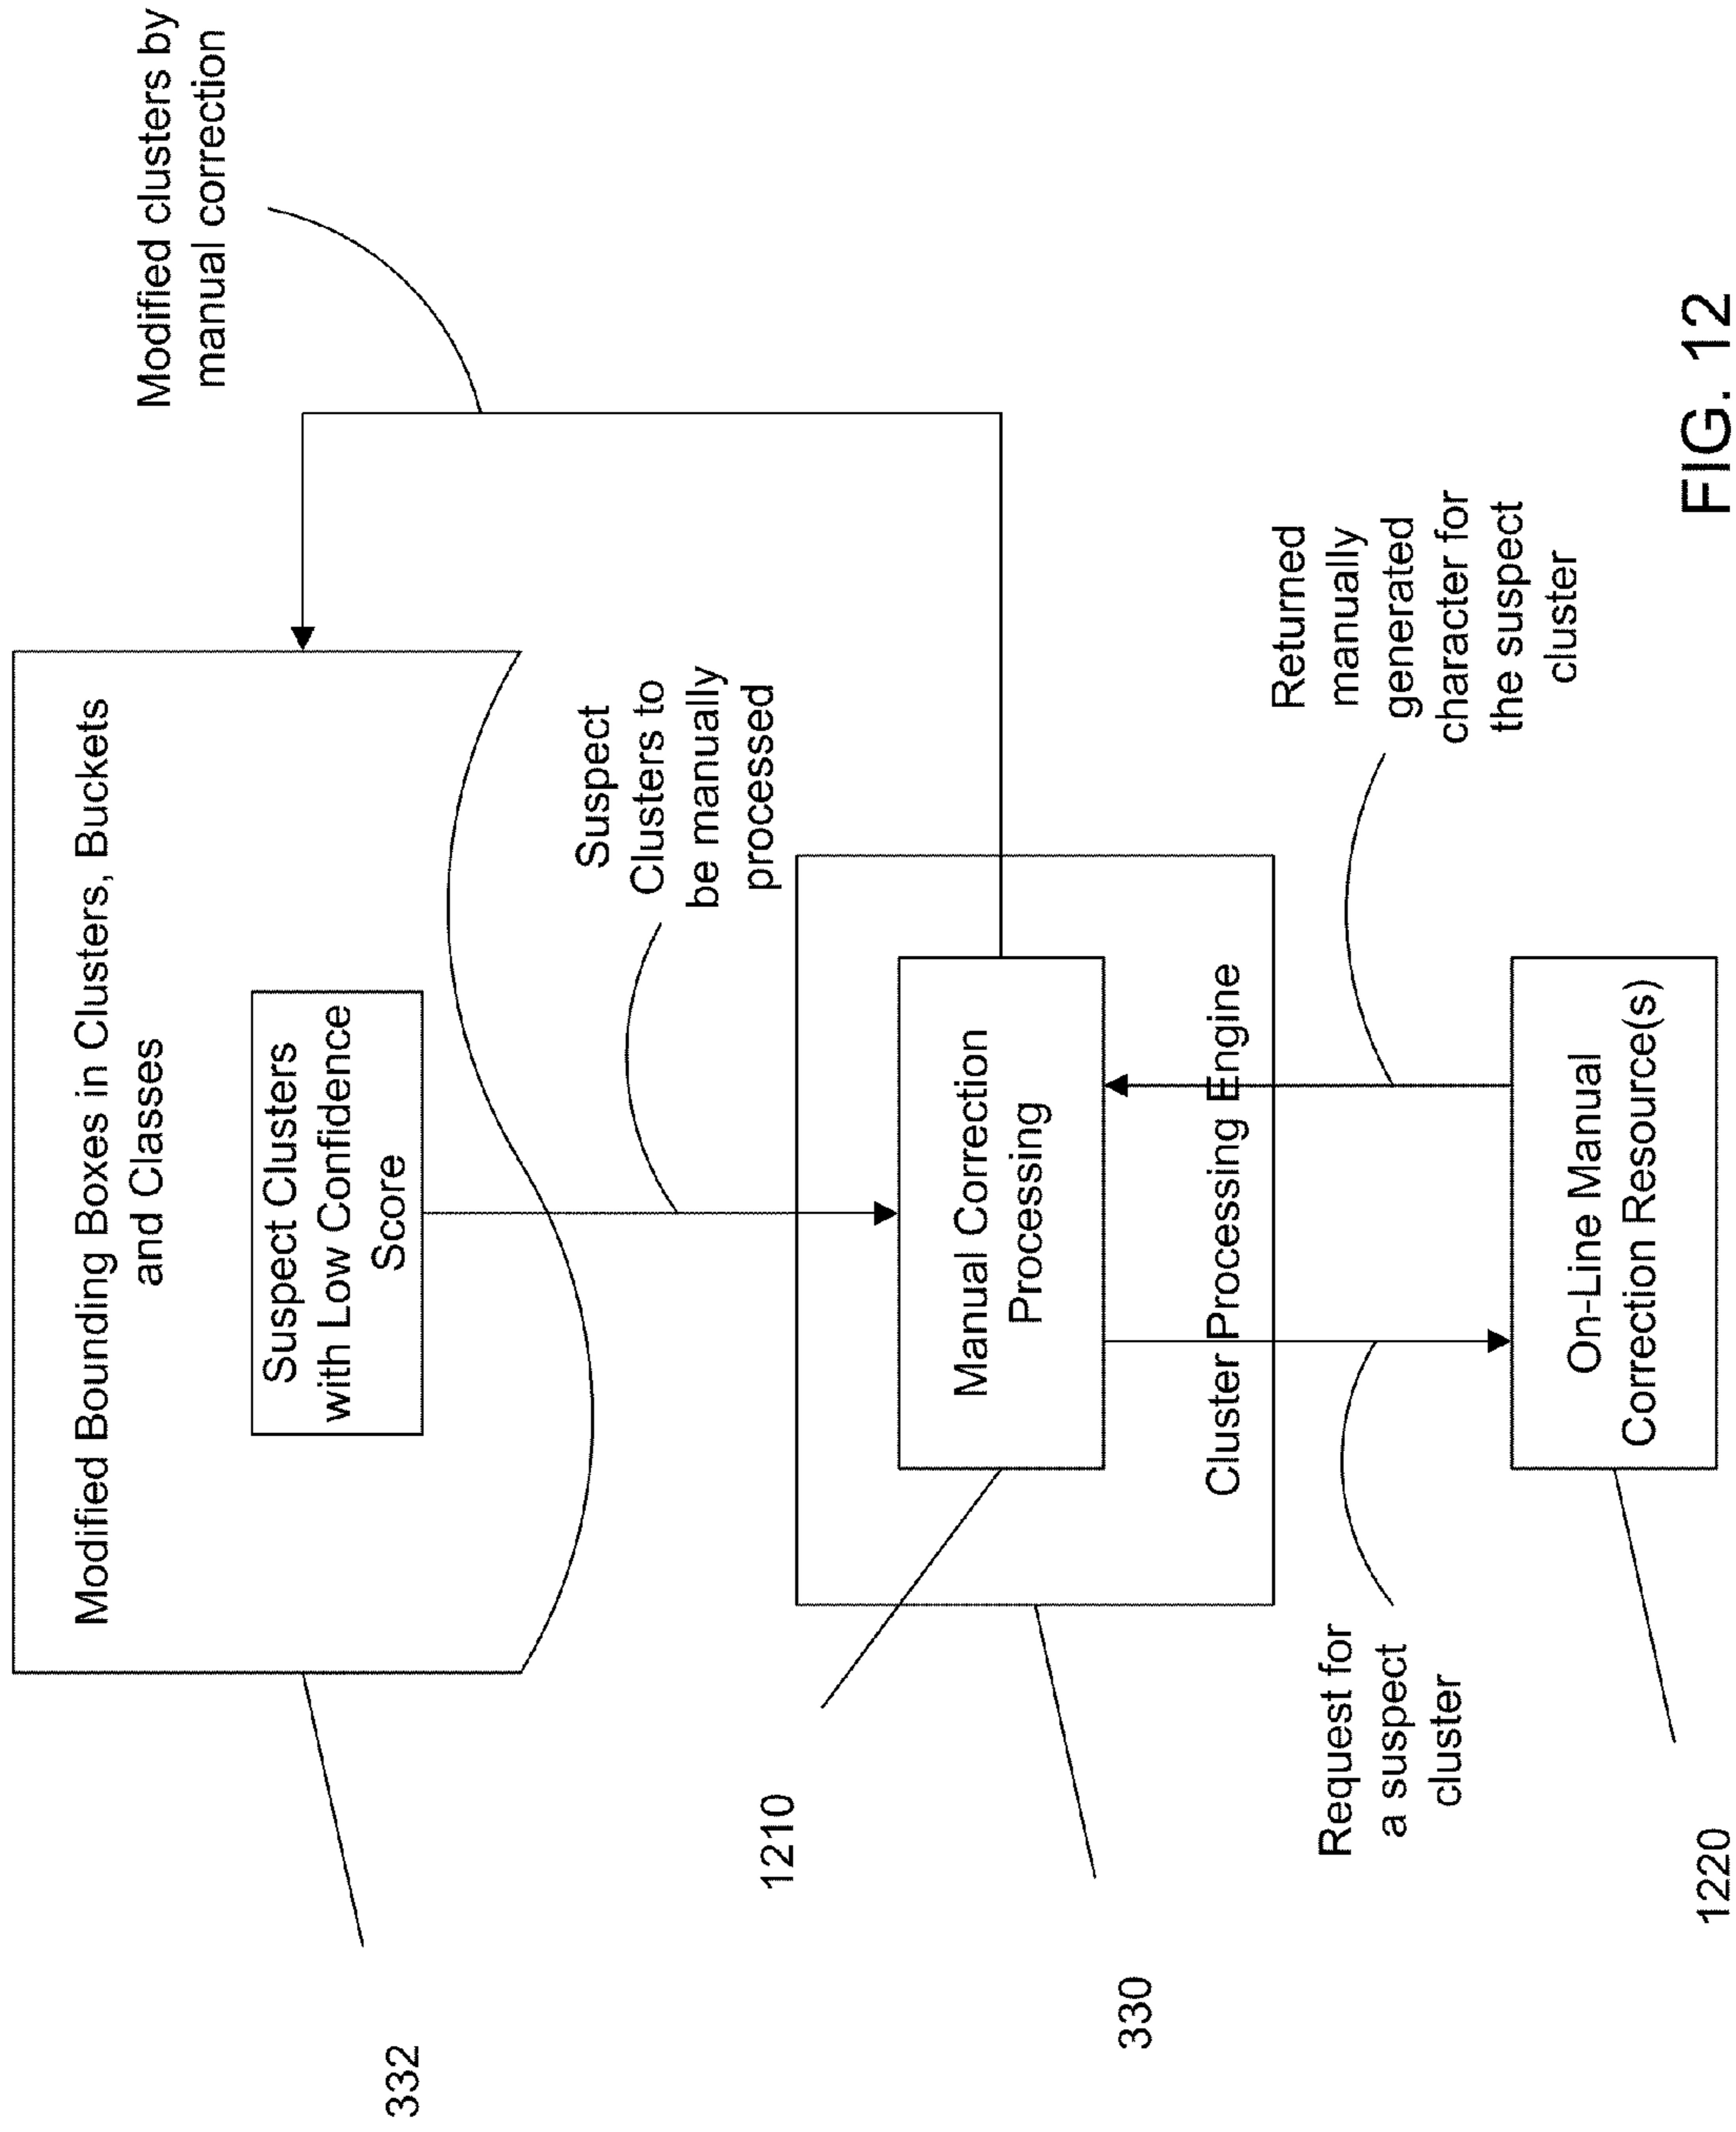 Modified Bounding Boxes in Clusters, Buckets
and Classes
Suspect Clusters
with Low Confidence
Score
332
Modified clusters by
manual correction
Suspect
Clusters to
be manually
processed
1210
Manual Correction
Processing
Cluster Processing Engine
330
Request for
a suspect
cluster
Returned
manually
generated
character for
the suspect
cluster
On-Line Manual
Correction Resource(s)
1220
FIG. 12